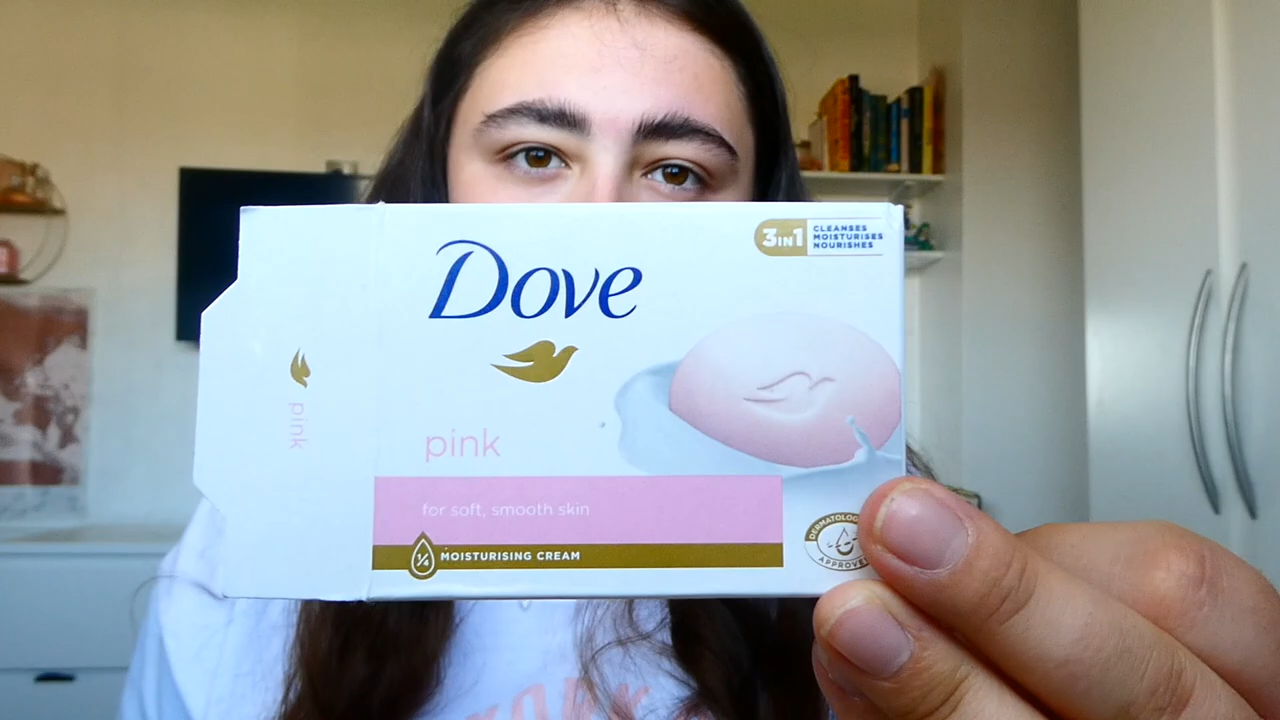 3IN1
CLEANSES
MOISTURISES
NOURISHES
Dove
pink
pink
for soft, smooth skin
1/4 MOISTURISING CREAM